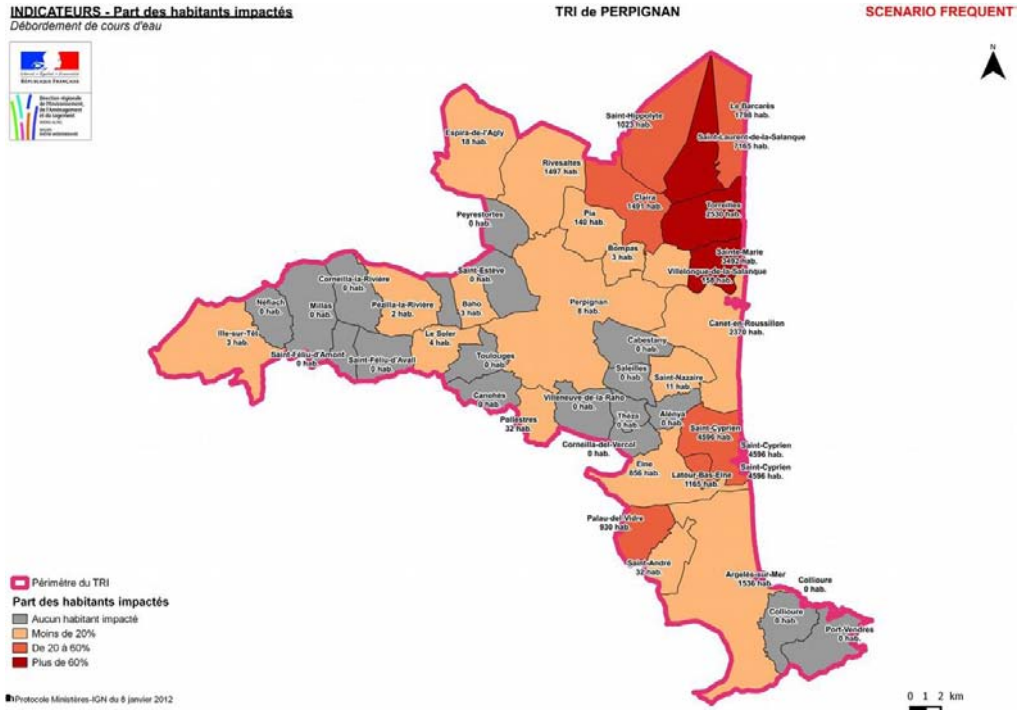 INDICATEURS - Part des habitants impactés
Débordement de cours d'eau
TRI de PERPIGNAN
SCENARIO FREQUENT
N
RÉPUBLIQUE FRANÇAISE
Direction régionale
de l'Environnement,
de l'Aménagement
et du Logement
Le Barcarès
1798 hab.
Saint-Hippolyte
1023 hab.
Saint-Laurent-de-la-Salanque
7165 hab.
Espira-de-l'Agly
18 hab.
Rivesaltes
1497 hab.
Claira
1491 hab.
Torreilles
2530 hab.
Peyrestortes
0 hab.
Pia
140 hab.
Bompas
3 hab.
Sainte-Marie
3492 hab.
Villelongue-de-la-Salanque
158 hab.
Saint-Estève
0 hab.
Corneilla-la-Rivière
0 hab.
Néfiach
0 hab.
Millas
0 hab.
Pézilla-la-Rivière
2 hab.
Baho
3 hab.
Perpignan
8 hab.
Canet-en-Roussillon
2370 hab.
Ille-sur-Têt
3 hab.
Le Soler
4 hab.
Cabestany
0 hab.
Saint-Féliu-d'Amont
0 hab.
Saint-Féliu-d'Avall
0 hab.
Toulouges
0 hab.
Saleilles
0 hab.
Saint-Nazaire
11 hab.
Canohès
0 hab.
Villeneuve-de-la-Raho
0 hab.
Théza
0 hab.
Alénya
0 hab.
Pollestres
32 hab.
Saint-Cyprien
4596 hab.
Corneilla-del-Vercol
0 hab.
Saint-Cyprien
4596 hab.
Elne
656 hab.
Latour-Bas-Elne
1165 hab.
Saint-Cyprien
4596 hab.
Palau-del-Vidre
930 hab.
Saint-André
32 hab.
Argelès-sur-Mer
1536 hab.
Collioure
0 hab.
Collioure
0 hab.
Port-Vendres
0 hab.
Périmètre du TRI
Part des habitants impactés
Aucun habitant impacté
Moins de 20%
De 20 à 60%
Plus de 60%
Protocole Ministères-IGN du 8 janvier 2012
0 1 2 km